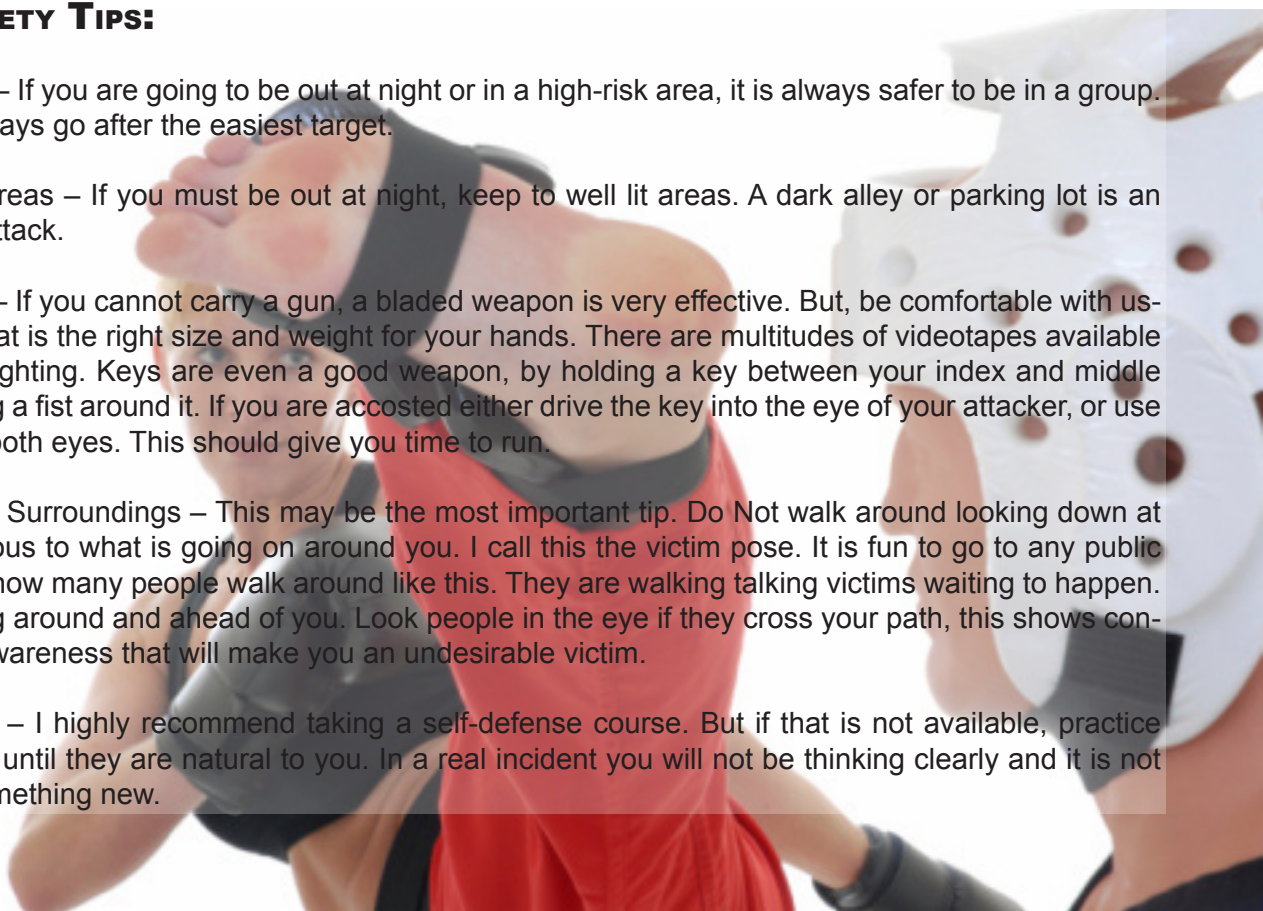 ETY TIPS:
– If you are going to be out at night or in a high-risk area, it is always safer to be in a group.
ays go after the easiest target.
reas – If you must be out at night, keep to well lit areas. A dark alley or parking lot is an
ttack.
– If you cannot carry a gun, a bladed weapon is very effective. But, be comfortable with us-
at is the right size and weight for your hands. There are multitudes of videotapes available
ghting. Keys are even a good weapon, by holding a key between your index and middle
g a fist around it. If you are accosted either drive the key into the eye of your attacker, or use
both eyes. This should give you time to run.
Surroundings – This may be the most important tip. Do Not walk around looking down at
ous to what is going on around you. I call this the victim pose. It is fun to go to any public
how many people walk around like this. They are walking talking victims waiting to happen.
g around and ahead of you. Look people in the eye if they cross your path, this shows con-
wareness that will make you an undesirable victim.
– I highly recommend taking a self-defense course. But if that is not available, practice
until they are natural to you. In a real incident you will not be thinking clearly and it is not
mething new.